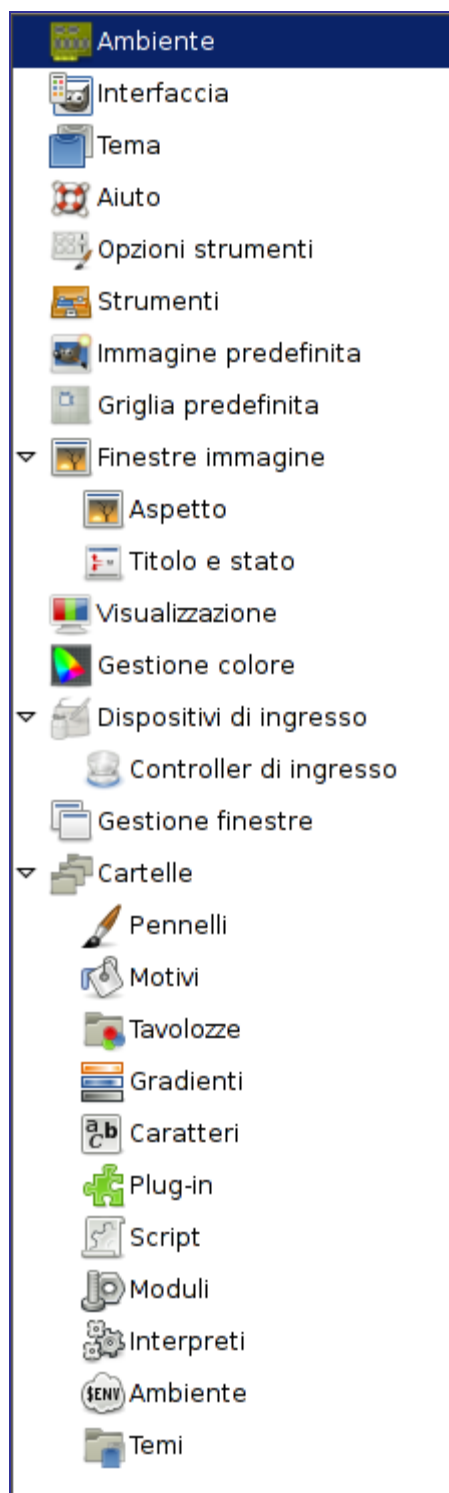 Ambiente
Interfaccia
Tema
Aiuto
Opzioni strumenti
Strumenti
Immagine predefinita
Griglia predefinita
Finestre immagine
Aspetto
Titolo e stato
Visualizzazione
Gestione colore
Dispositivi di ingresso
Controller di ingresso
Gestione finestre
Cartelle
Pennelli
Motivi
Tavolozze
Gradienti
a b c Caratteri
Plug-in
Script
Moduli
Interpreti
$ENV Ambiente
Temi